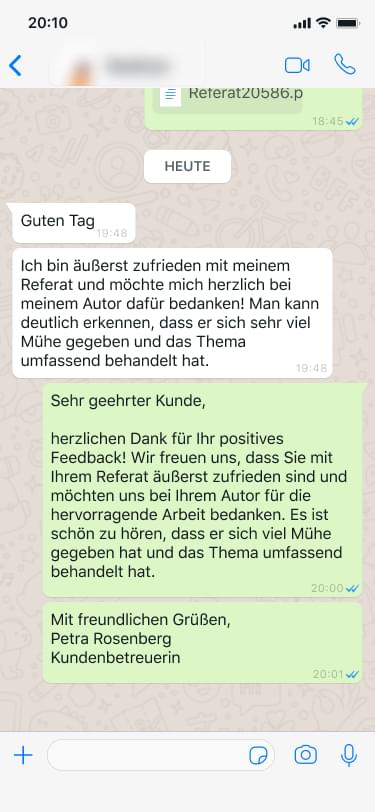 20:10
Referat20586.p
18:45
HEUTE
Guten Tag
19:48
Ich bin äußerst zufrieden mit meinem
Referat und möchte mich herzlich bei
meinem Autor dafür bedanken! Man kann
deutlich erkennen, dass er sich sehr viel
Mühe gegeben und das Thema
umfassend behandelt hat.
19:48
Sehr geehrter Kunde,
herzlichen Dank für Ihr positives
Feedback! Wir freuen uns, dass Sie mit
Ihrem Referat äußerst zufrieden sind und
möchten uns bei Ihrem Autor für die
hervorragende Arbeit bedanken. Es ist
schön zu hören, dass er sich viel Mühe
gegeben hat und das Thema umfassend
behandelt hat.
20:00
Mit freundlichen Grüßen,
Petra Rosenberg
Kundenbetreuerin
20:01